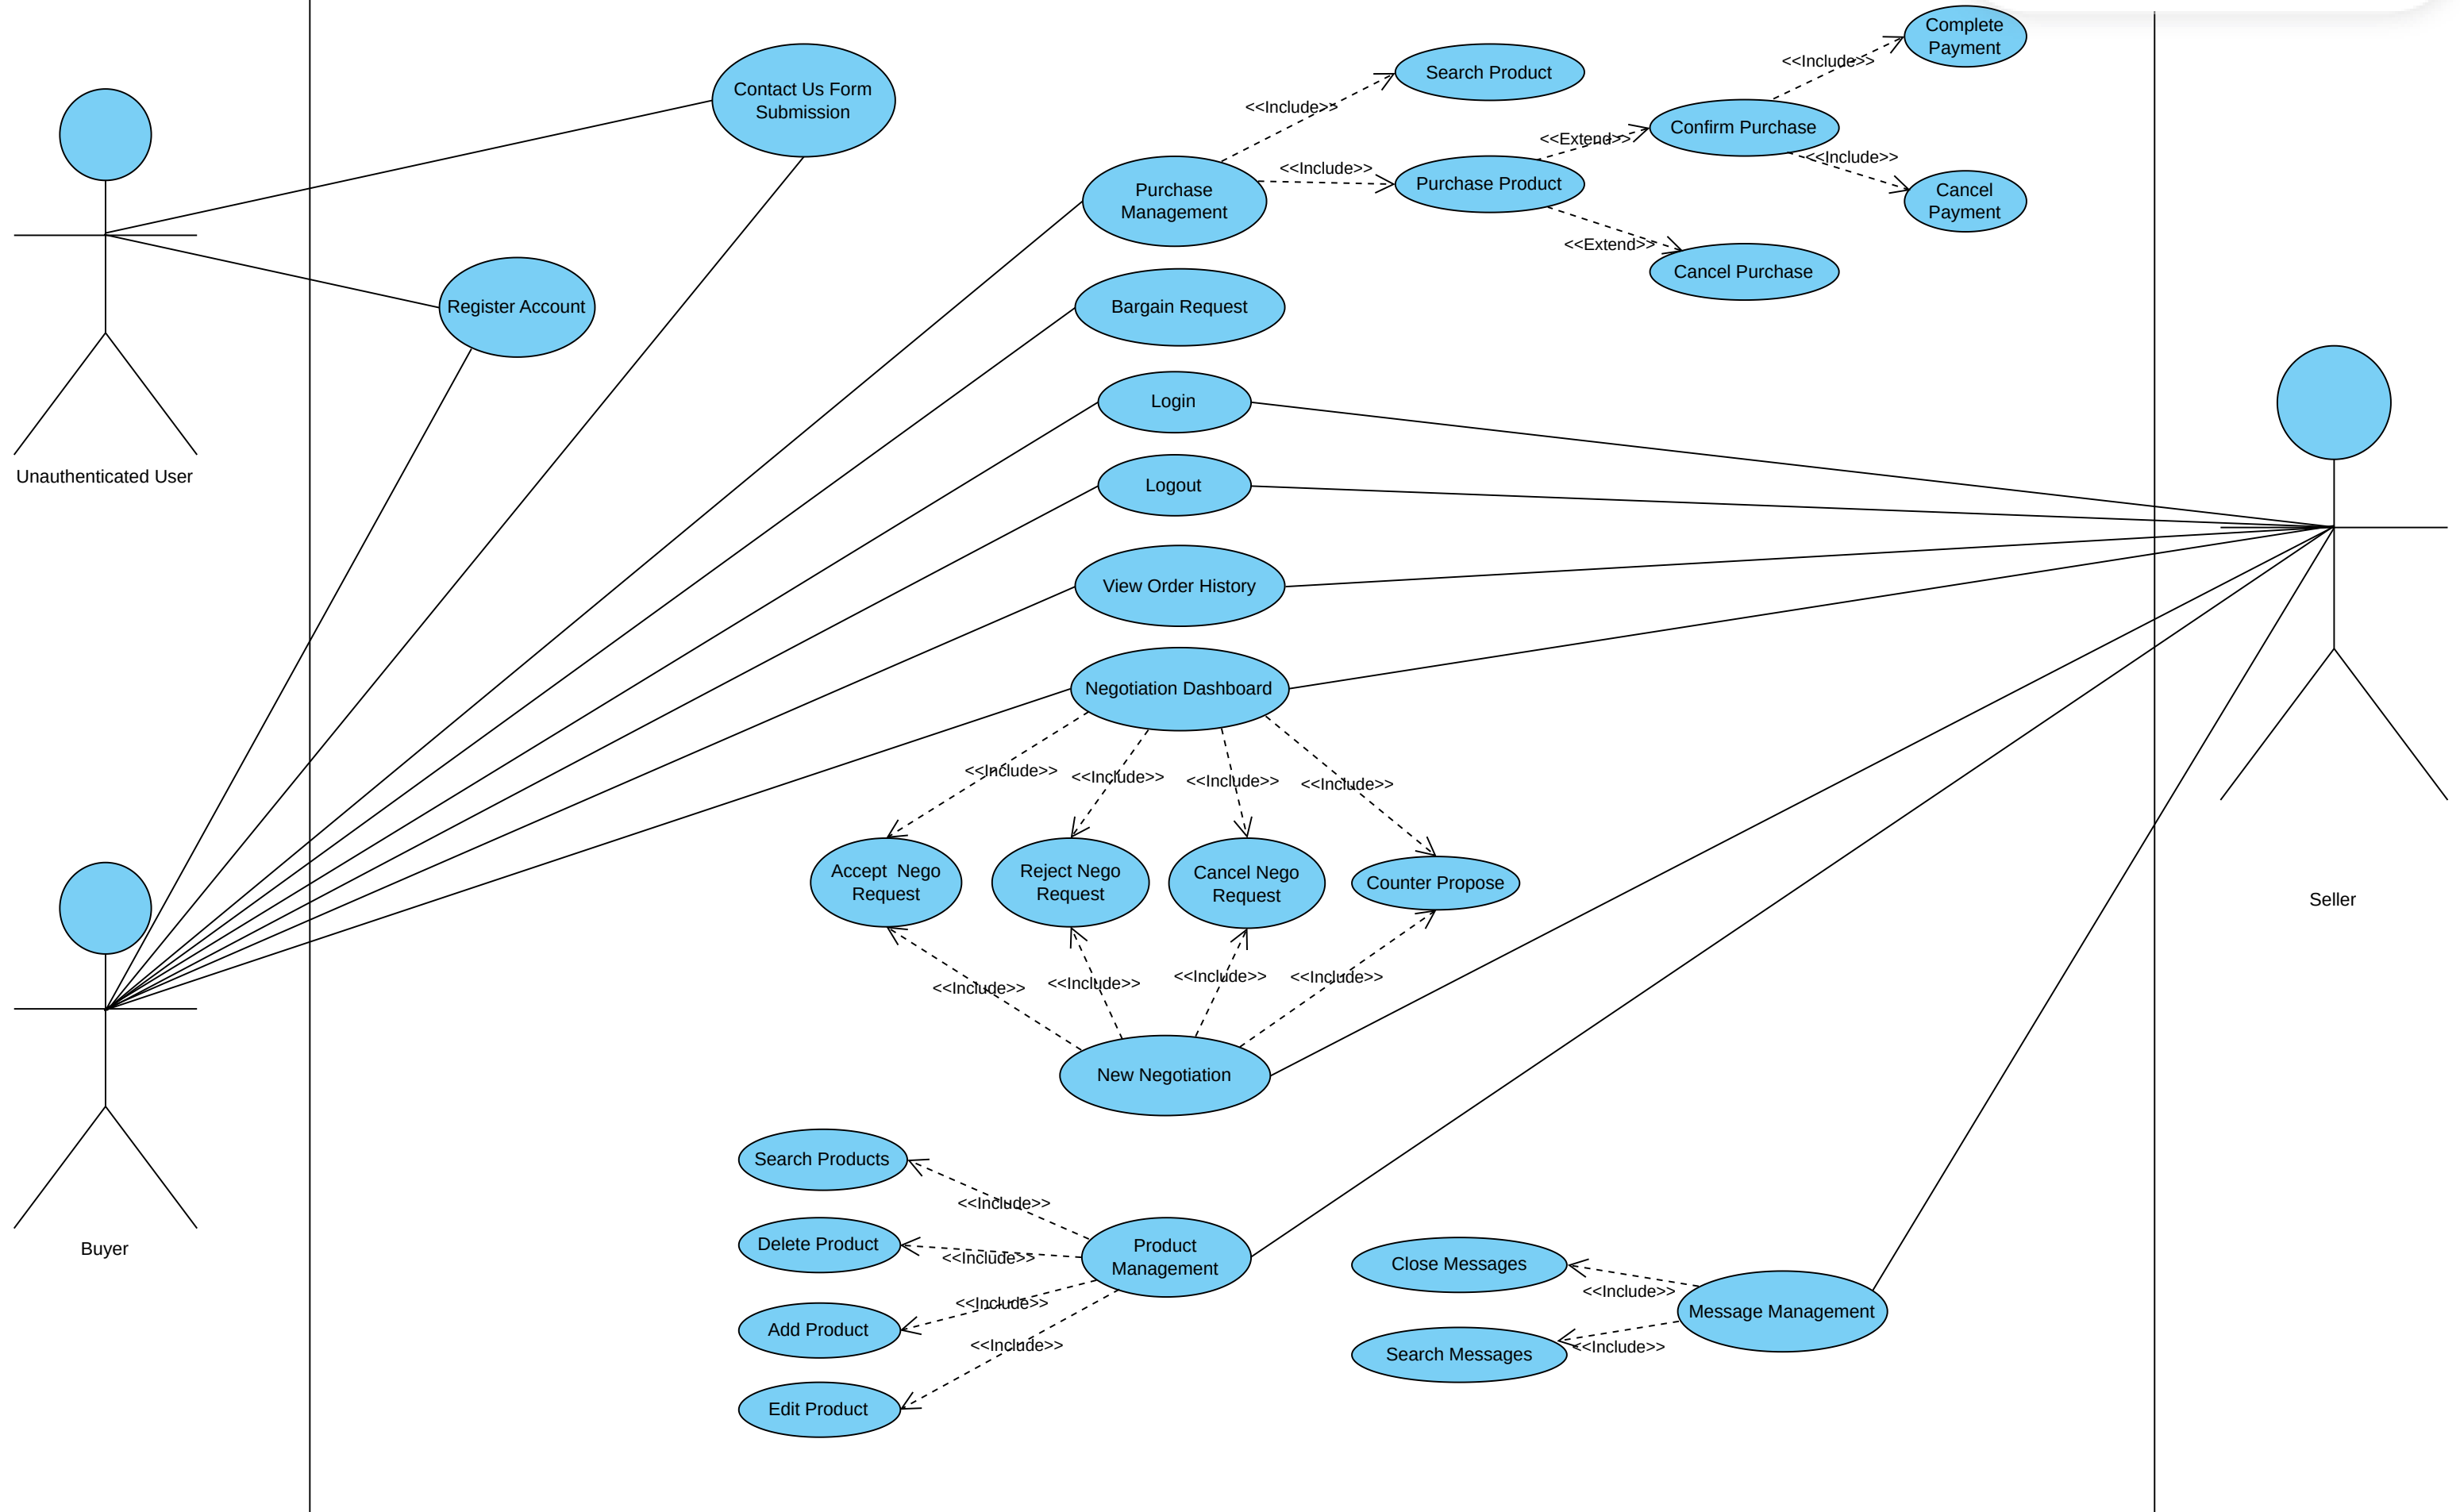 Complete
Payment
<<Include>>
Search Product
Contact Us Form
Submission
<<Include>>
Confirm Purchase
<<Extend>>
<<Include>>
<<Include>>
Purchase Product
Purchase
Management
Cancel
Payment
<<Extend>>
Cancel Purchase
Register Account
Bargain Request
Login
Unauthenticated User
Logout
View Order History
Negotiation Dashboard
<<Include>>
<<Include>>
<<Include>>
<<Include>>
Accept  Nego
Request
Reject Nego
Request
Cancel Nego
Request
Counter Propose
Seller
<<Include>>
<<Include>>
<<Include>>
<<Include>>
New Negotiation
Search Products
<<Include>>
Buyer
Delete Product
<<Include>>
Product
Management
Close Messages
<<Include>>
<<Include>>
Message Management
Add Product
<<Include>>
Search Messages
<<Include>>
Edit Product